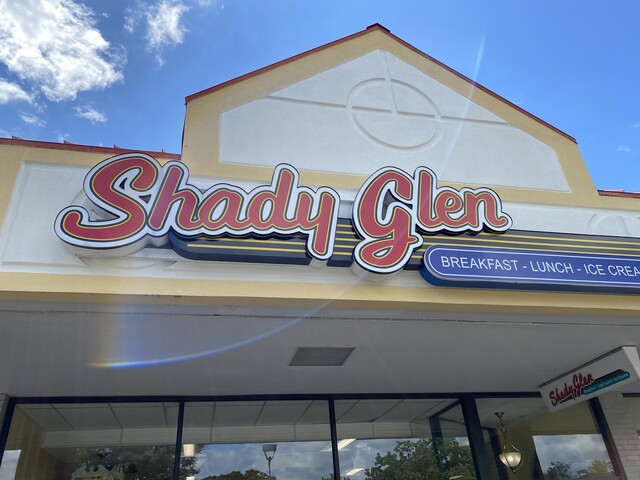 Shady Glen
BREAKFAST - LUNCH - ICE CREA
Shady Glen